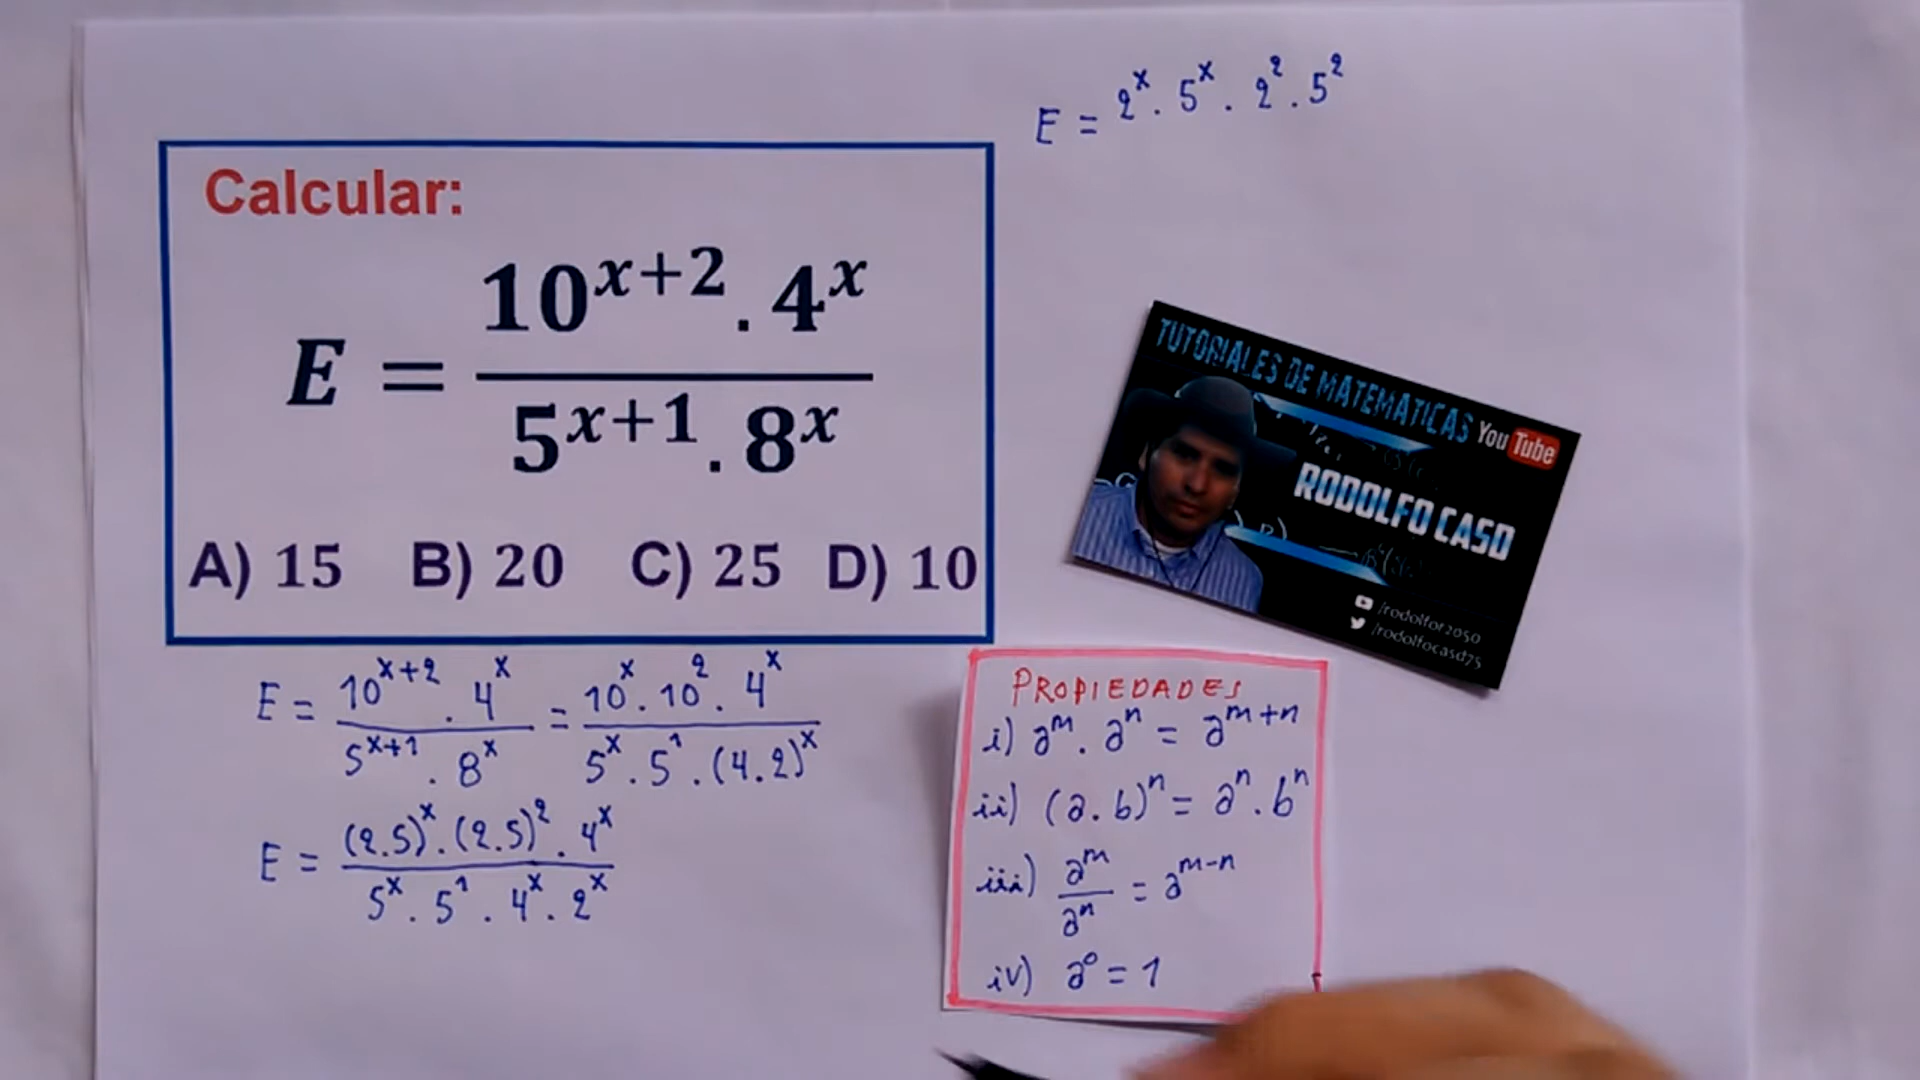 E = 2^x . 5^x . 2^2 . 5^2
Calcular:
E = 10^{x+2} . 4^x / 5^{x+1} . 8^x
A) 15 B) 20 C) 25 D) 10
TUTORIALES DE MATEMATICAS YouTube
RODOLFO CASD
/rodolfor2050
/rodolfocasd75
E = 10^{x+2} . 4^x / 5^{x+1} . 8^x = 10^x . 10^2 . 4^x / 5^x . 5^1 . (4.2)^x
E = (2.5)^x . (2.5)^2 . 4^x / 5^x . 5^1 . 4^x . 2^x
PROPIEDADES
i) a^m . a^n = a^{m+n}
ii) (a.b)^n = a^n . b^n
iii) a^m / a^n = a^{m-n}
iv) a^0 = 1